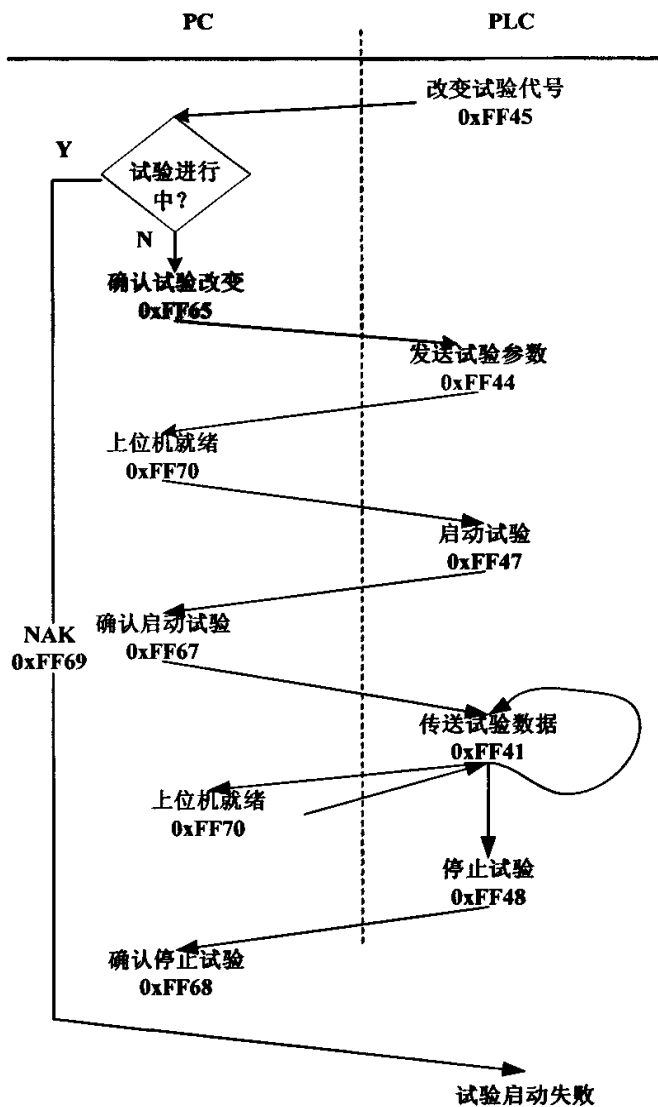 PC PLC
改变试验代号
0xFF45
Y
试验进行
中?
N
确认试验改变
0xFF65
发送试验参数
0xFF44
上位机就绪
0xFF70
启动试验
0xFF47
确认启动试验
0xFF67
NAK
0xFF69
传送试验数据
0xFF41
上位机就绪
0xFF70
停止试验
0xFF48
确认停止试验
0xFF68
试验启动失败